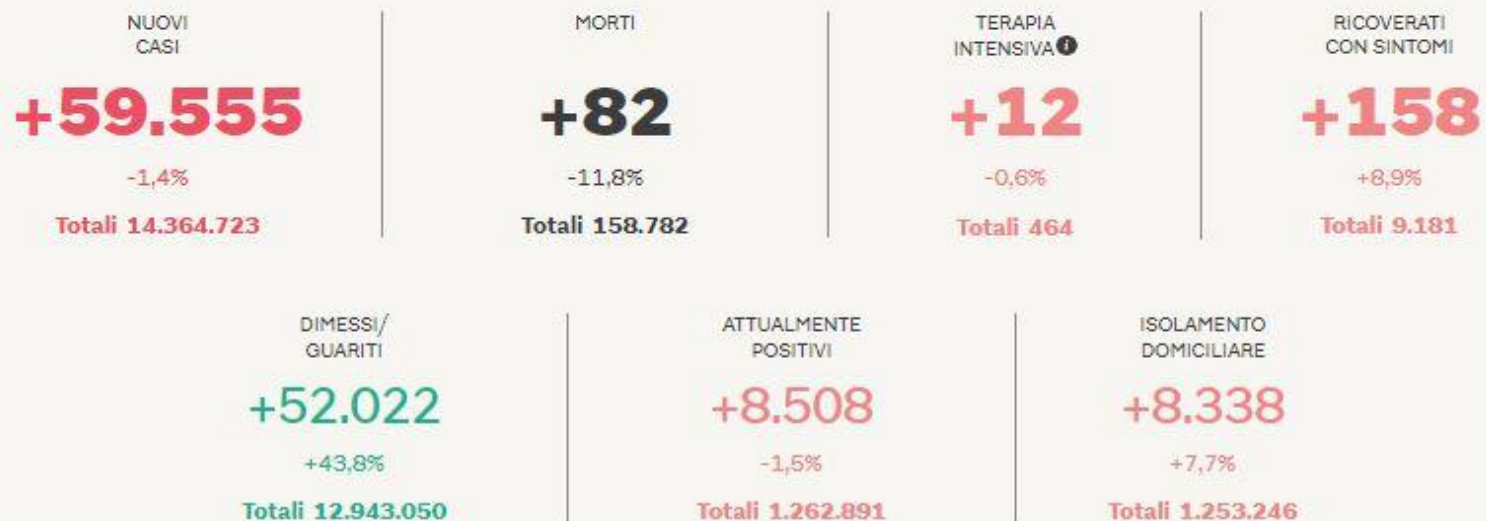 NUOVI
CASI
+59.555
-1,4%
Totali 14.364.723
MORTI
+82
-11,8%
Totali 158.782
TERAPIA
INTENSIVA i
+12
-0,6%
Totali 464
RICOVERATI
CON SINTOMI
+158
+8,9%
Totali 9.181
DIMESSI/
GUARITI
+52.022
+43,8%
Totali 12.943.050
ATTUALMENTE
POSITIVI
+8.508
-1,5%
Totali 1.262.891
ISOLAMENTO
DOMICILIARE
+8.338
+7,7%
Totali 1.253.246